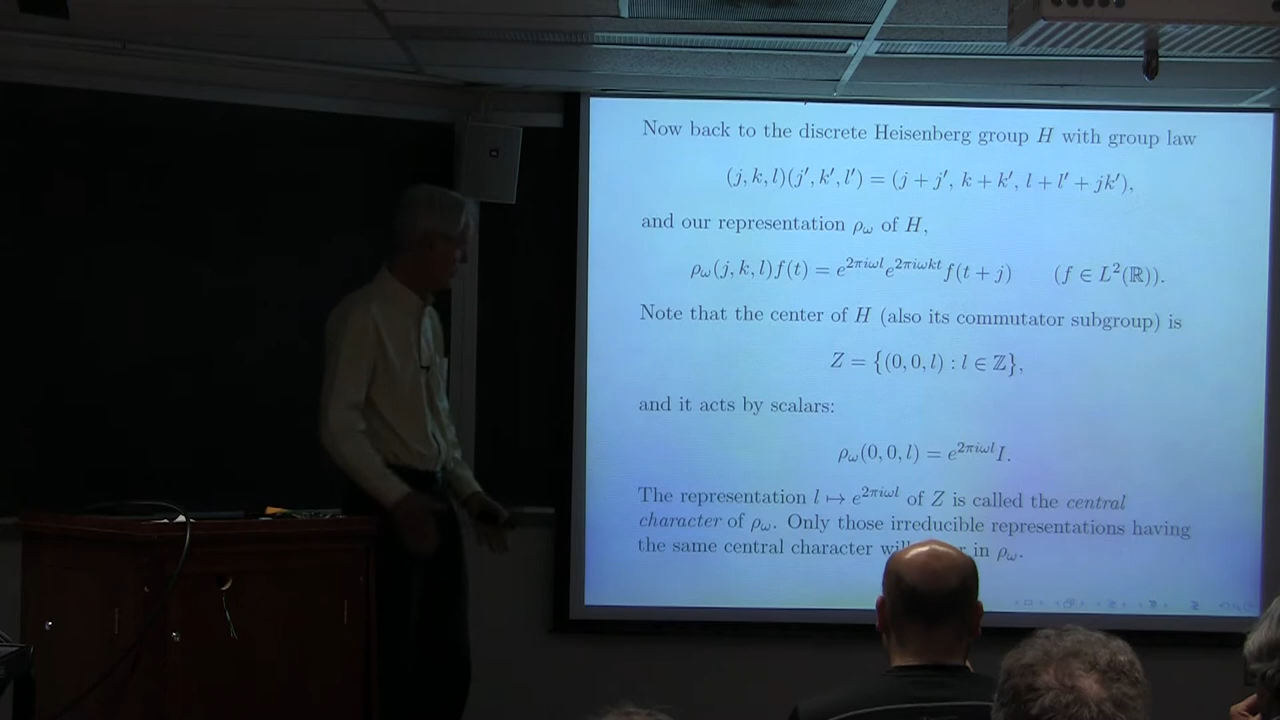 Now back to the discrete Heisenberg group H with group law
(j, k, l)(j′, k′, l′) = (j + j′, k + k′, l + l′ + jk′),
and our representation ρ_ω of H,
ρ_ω(j, k, l)f(t) = e^{2πiωl}e^{2πiωkt}f(t + j) (f ∈ L²(ℝ)).
Note that the center of H (also its commutator subgroup) is
Z = {(0, 0, l) : l ∈ ℤ},
and it acts by scalars:
ρ_ω(0, 0, l) = e^{2πiωl}I.
The representation l ↦ e^{2πiωl} of Z is called the central
character of ρ_ω. Only those irreducible representations having
the same central character in ρ_ω.